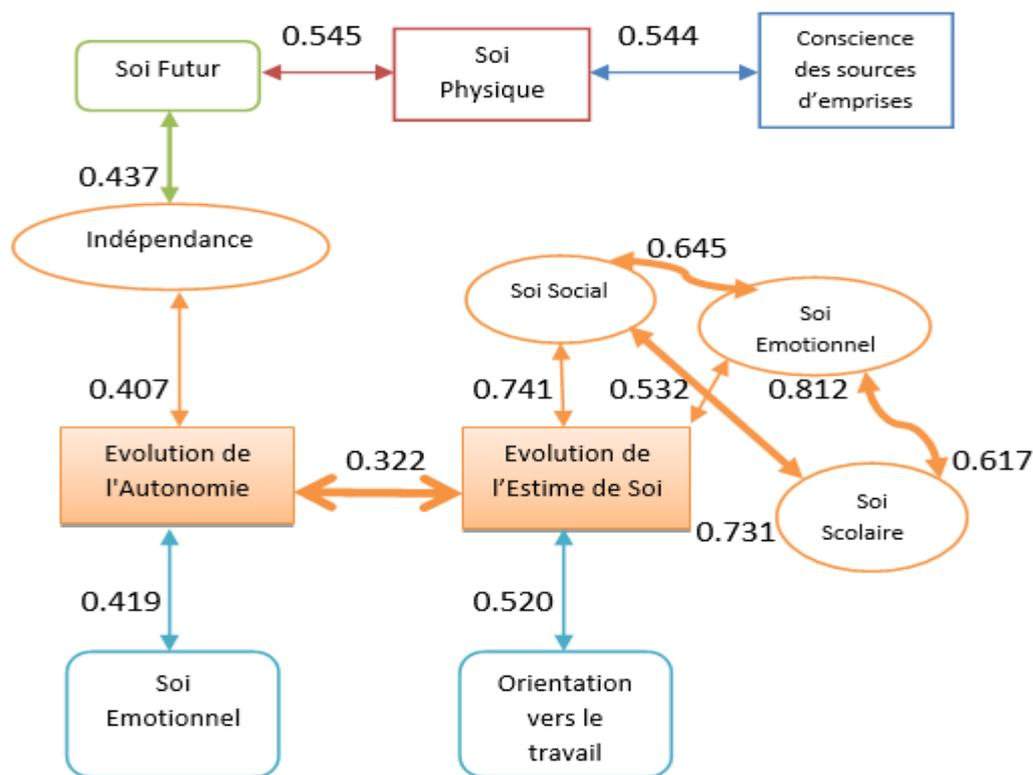 0.545
0.544
Soi Futur
Soi
Physique
Conscience
des sources
d'emprises
0.437
Indépendance
0.645
Soi Social
Soi
Emotionnel
0.407
0.741
0.532
0.812
Evolution de
l'Autonomie
0.322
Evolution de
l'Estime de Soi
0.617
Soi
Scolaire
0.731
0.419
0.520
Soi
Emotionnel
Orientation
vers le
travail